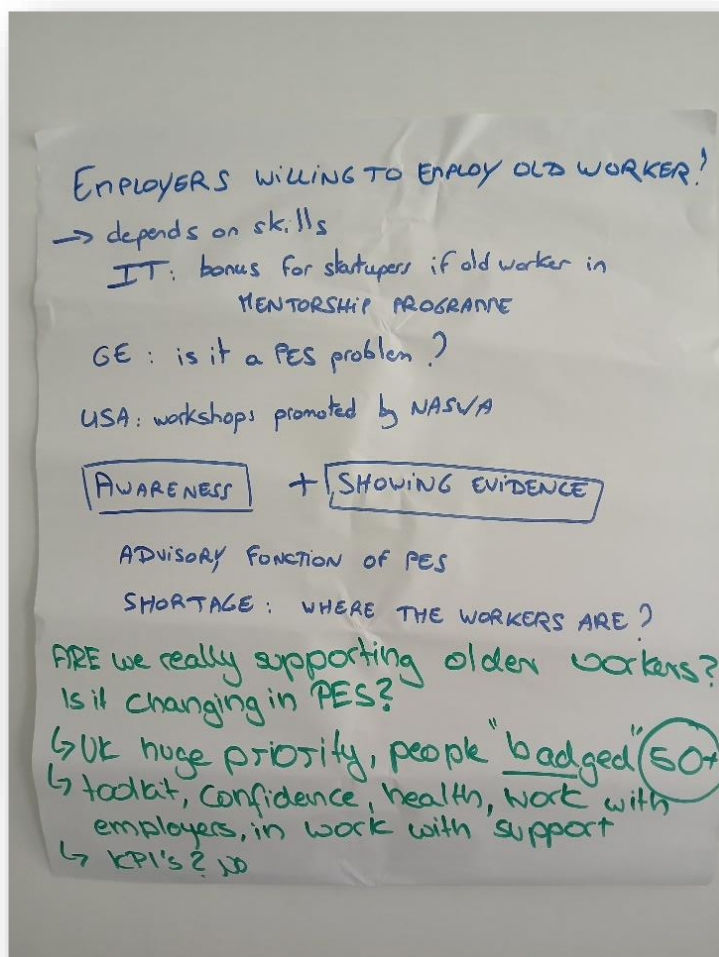 EMPLOYERS WILLING TO EMPLOY OLD WORKER?
→ depends on skills
IT: bonus for startupers if old worker in
MENTORSHIP PROGRAMME
GE: is it a PES problem?
USA: workshops promoted by NASWA
AWARENESS + SHOWING EVIDENCE
ADVISORY FONCTION OF PES
SHORTAGE: WHERE THE WORKERS ARE?
ARE we really supporting older workers?
Is it changing in PES?
↳ UK huge priority, people "badged" 50+
↳ toolkit, confidence, health, work with
employers, in work with support
↳ KPI's? NO